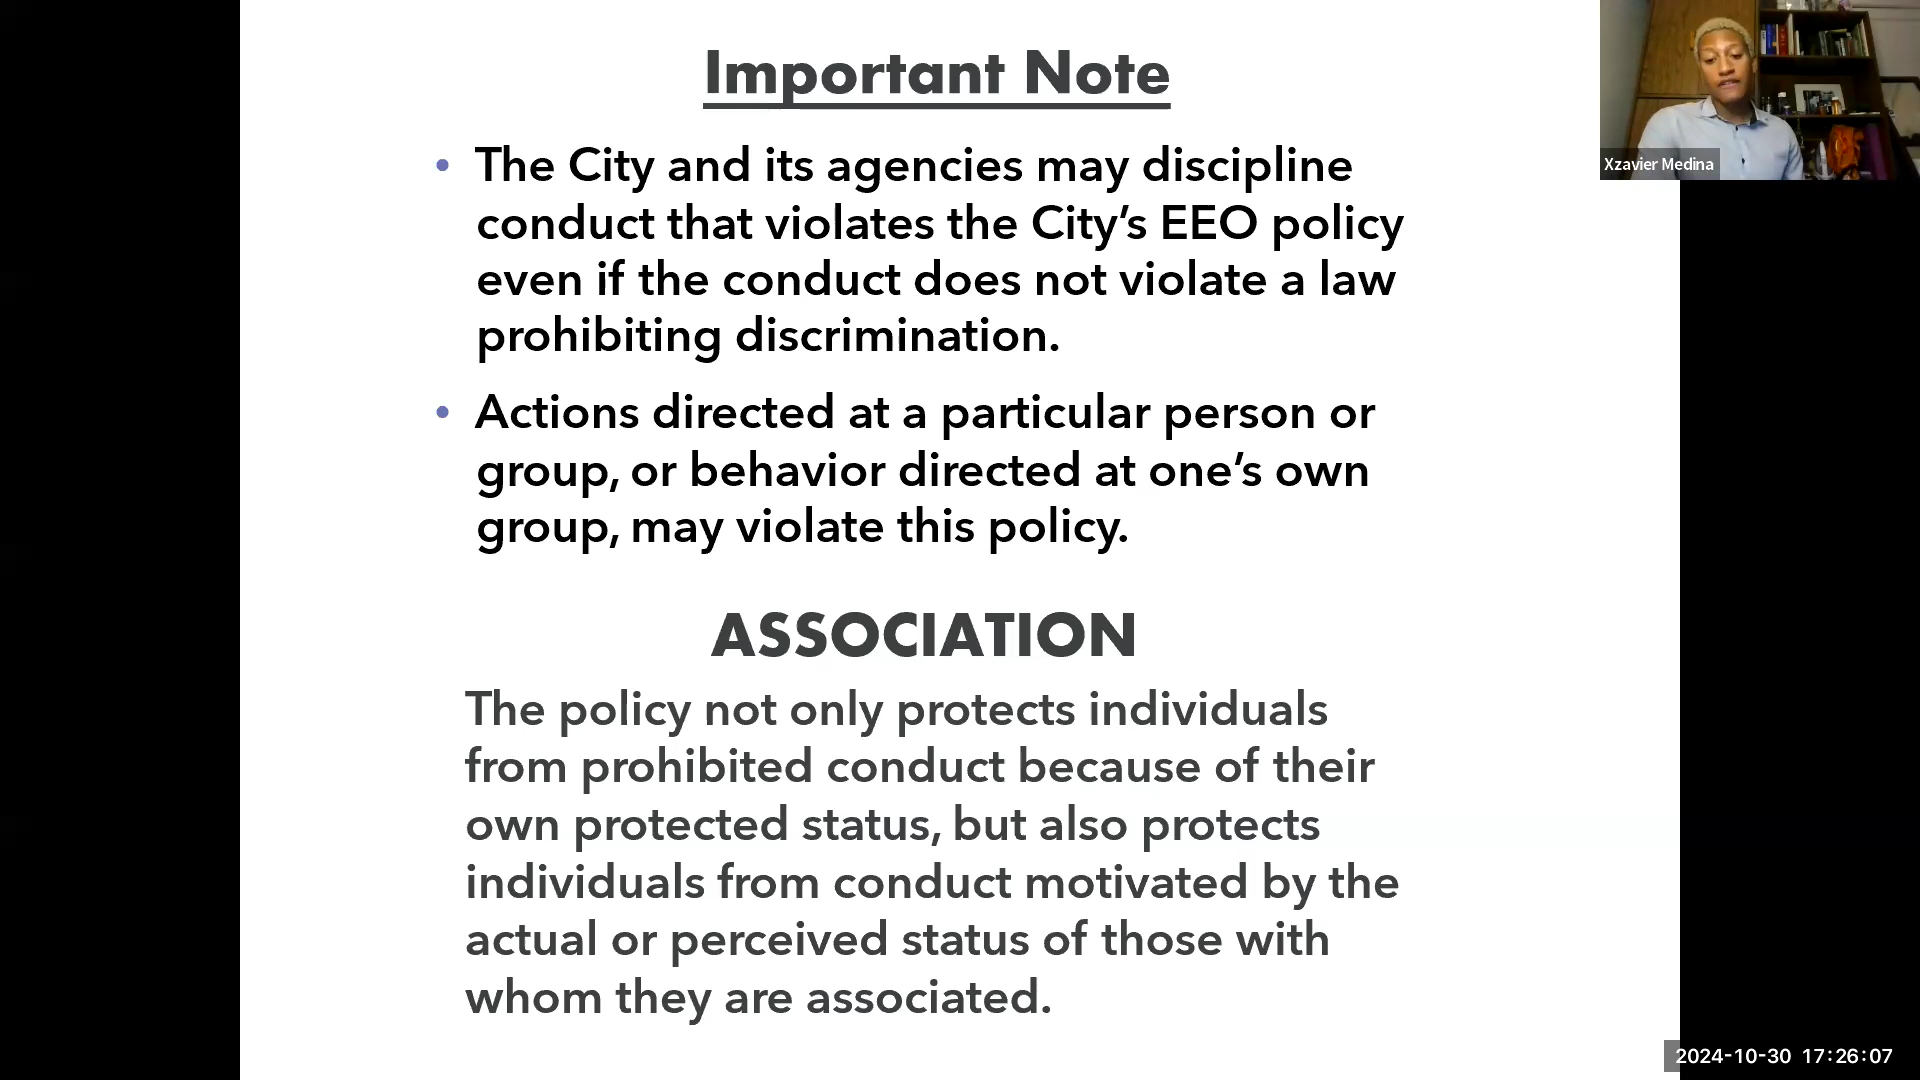 Important Note
• The City and its agencies may discipline
conduct that violates the City’s EEO policy
even if the conduct does not violate a law
prohibiting discrimination.
• Actions directed at a particular person or
group, or behavior directed at one’s own
group, may violate this policy.
ASSOCIATION
The policy not only protects individuals
from prohibited conduct because of their
own protected status, but also protects
individuals from conduct motivated by the
actual or perceived status of those with
whom they are associated.
Xzavier Medina
2024-10-30 17:26:07